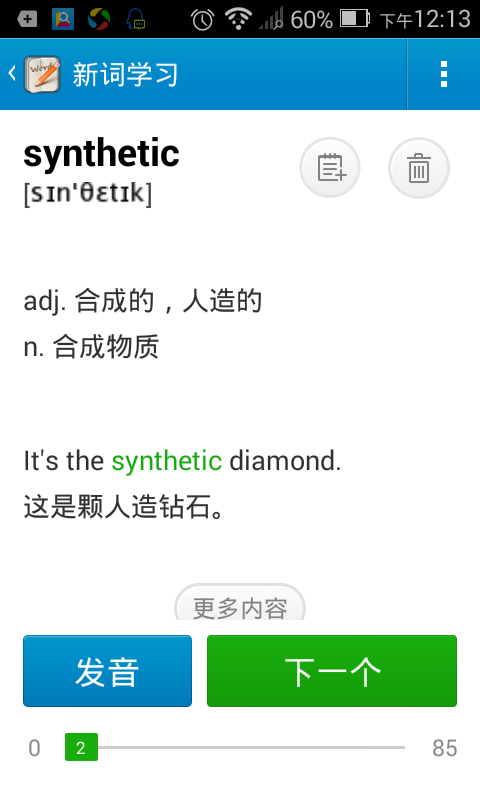 60% 下午12:13
Words
新词学习
synthetic
[sɪn'θɛtɪk]
adj. 合成的，人造的
n. 合成物质
It's the synthetic diamond.
这是颗人造钻石。
更多内容
发音 下一个
0 2 85